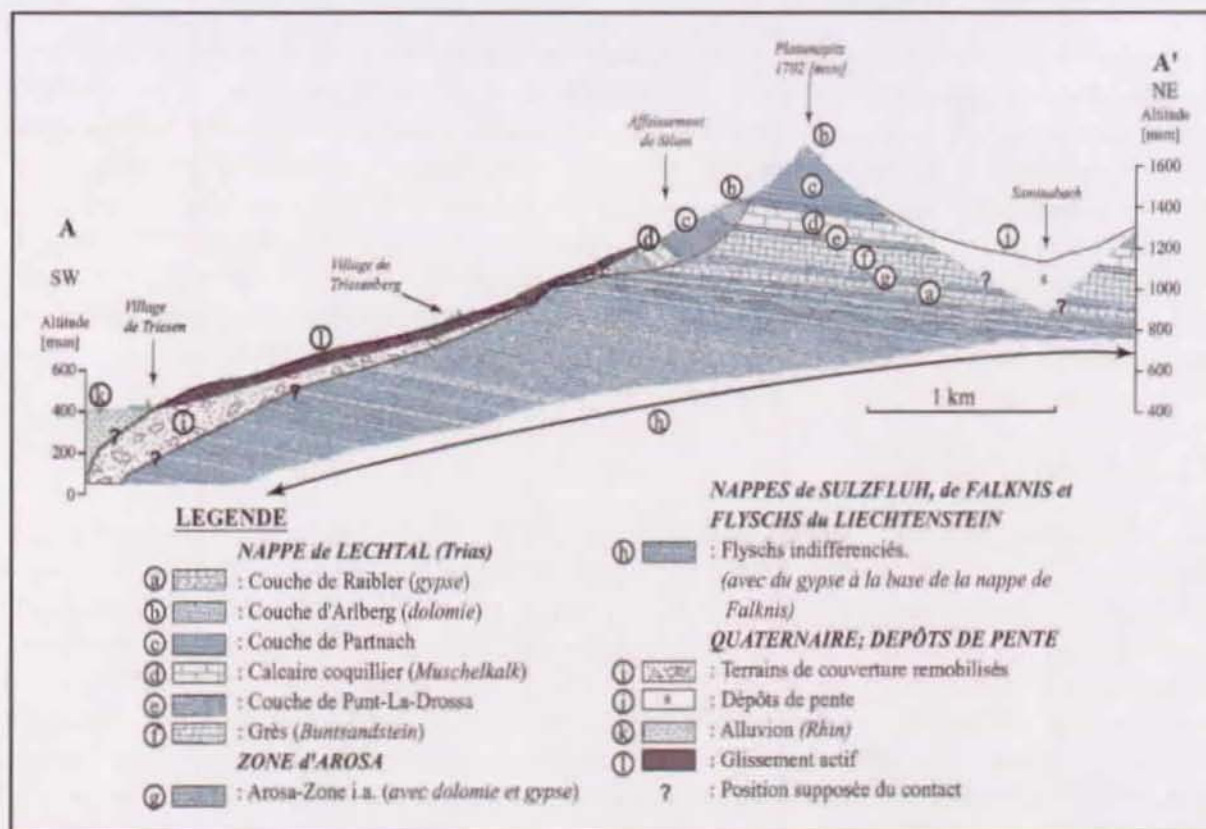 A
SW
Altitude
[msm]
600
400
200
0
Village
de Triesen
Village de
Triesenberg
Affaissement
de Silum
1702 [msm]
A'
NE
Altitude
[msm]
1600
1400
1200
1000
800
600
400
1 km
k
l
i
d
c
b
b
c
d
e
f
g
a
j
s
h
?
?
?
?
?
LEGENDE
NAPPE de LECHTAL (Trias)
a : Couche de Raibler (gypse)
b : Couche d'Arlberg (dolomie)
c : Couche de Partnach
d : Calcaire coquillier (Muschelkalk)
e : Couche de Punt-La-Drossa
f : Grès (Buntsandstein)
ZONE d'AROSA
g : Arosa-Zone i.a. (avec dolomie et gypse)
NAPPES de SULZFLUH, de FALKNIS et
FLYSCHS du LIECHTENSTEIN
h : Flyschs indifférenciés.
(avec du gypse à la base de la nappe de
Falknis)
QUATERNAIRE; DEPÔTS DE PENTE
i : Terrains de couverture remobilisés
j s : Dépôts de pente
k : Alluvion (Rhin)
l : Glissement actif
? : Position supposée du contact